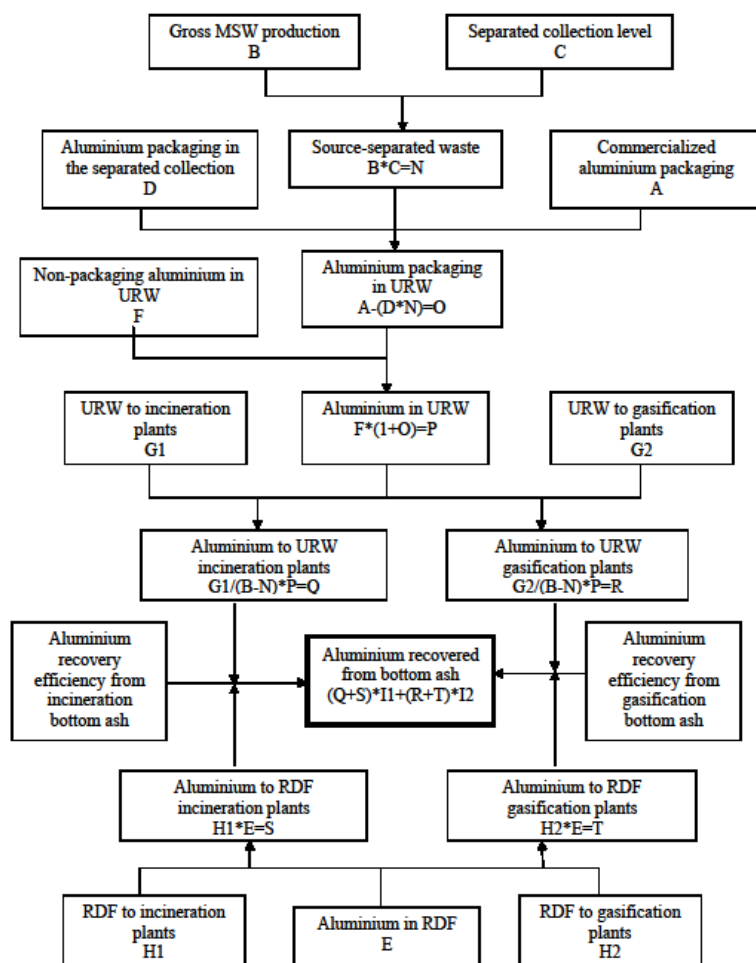 Gross MSW production
B
Separated collection level
C
Aluminium packaging in
the separated collection
D
Source-separated waste
B*C=N
Commercialized
aluminium packaging
A
Non-packaging aluminium in
URW
F
Aluminium packaging
in URW
A-(D*N)=O
URW to incineration
plants
G1
Aluminium in URW
F*(1+O)=P
URW to gasification
plants
G2
Aluminium to URW
incineration plants
G1/(B-N)*P=Q
Aluminium to URW
gasification plants
G2/(B-N)*P=R
Aluminium
recovery
efficiency from
incineration
bottom ash
Aluminium recovered
from bottom ash
(Q+S)*I1+(R+T)*I2
Aluminium
recovery
efficiency from
gasification
bottom ash
Aluminium to RDF
incineration plants
H1*E=S
Aluminium to RDF
gasification plants
H2*E=T
RDF to incineration
plants
H1
Aluminium in RDF
E
RDF to gasification
plants
H2